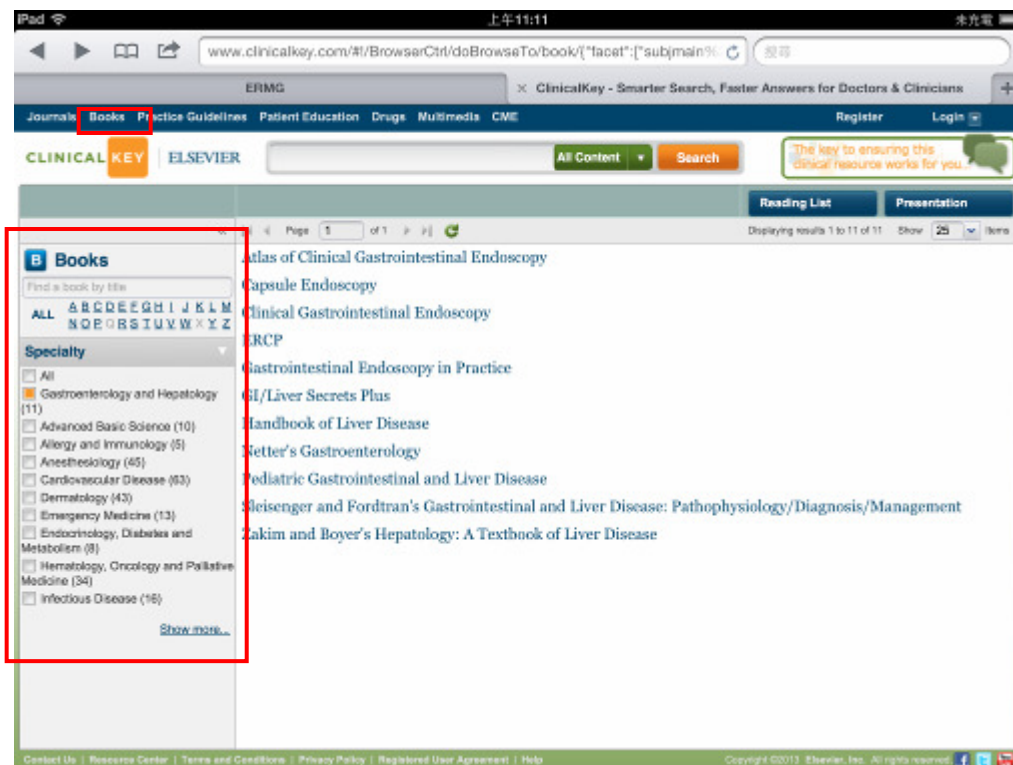 iPad 上午11:11 未充電
www.clinicalkey.com/#!/BrowserCtrl/doBrowseTo/book/{"facet":["subjmain% 搜尋
ERMG × ClinicalKey - Smarter Search, Faster Answers for Doctors & Clinicians +
Journals Books Practice Guidelines Patient Education Drugs Multimedia CME Register Login
CLINICAL KEY ELSEVIER All Content Search
The key to ensuring this
clinical resource works for you...
Reading List Presentation
« Page 1 of 1 Displaying results 1 to 11 of 11 Show 25 Items
B Books
Find a book by title
ALL A B C D E F G H I J K L M
N O P Q R S T U V W X Y Z
Specialty
All
Gastroenterology and Hepatology
(11)
Advanced Basic Science (10)
Allergy and Immunology (5)
Anesthesiology (45)
Cardiovascular Disease (63)
Dermatology (43)
Emergency Medicine (13)
Endocrinology, Diabetes and
Metabolism (8)
Hematology, Oncology and Palliative
Medicine (34)
Infectious Disease (16)
Show more...
Atlas of Clinical Gastrointestinal Endoscopy
Capsule Endoscopy
Clinical Gastrointestinal Endoscopy
ERCP
Gastrointestinal Endoscopy in Practice
GI/Liver Secrets Plus
Handbook of Liver Disease
Netter's Gastroenterology
Pediatric Gastrointestinal and Liver Disease
Sleisenger and Fordtran's Gastrointestinal and Liver Disease: Pathophysiology/Diagnosis/Management
Zakim and Boyer's Hepatology: A Textbook of Liver Disease
Contact Us | Resource Center | Terms and Conditions | Privacy Policy | Registered User Agreement | Help Copyright ©2013 Elsevier, Inc. All rights reserved.